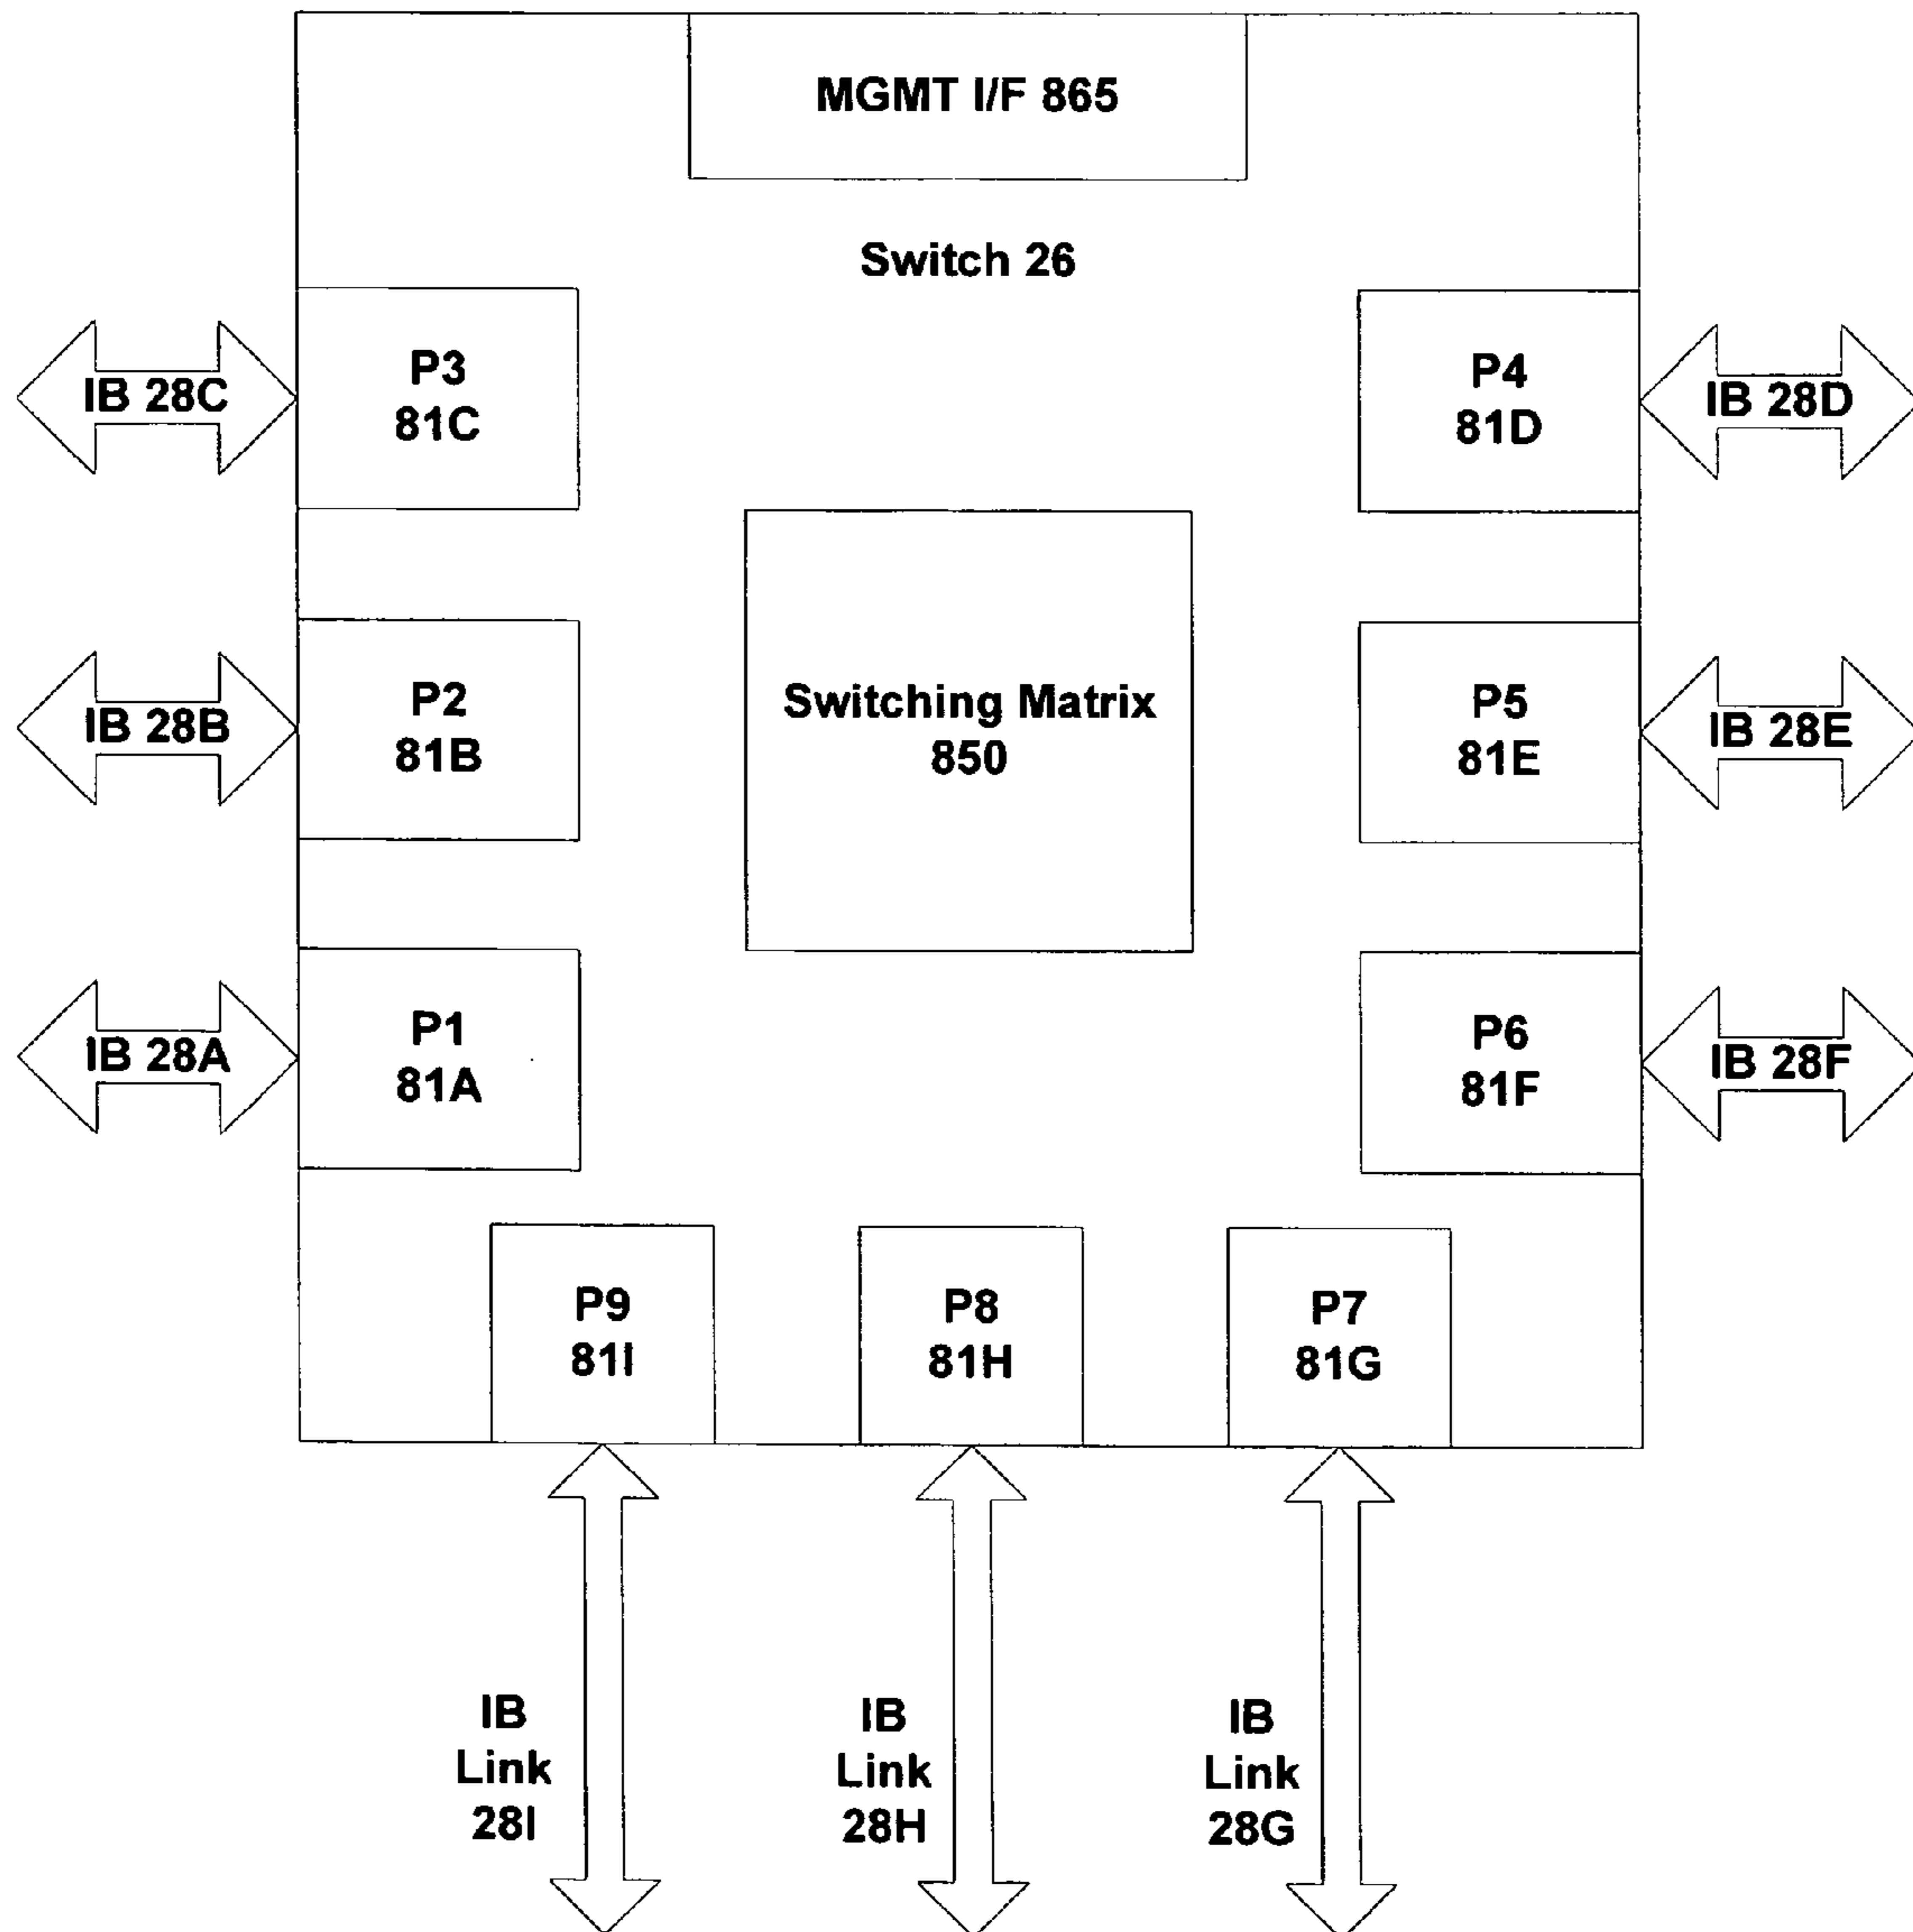 MGMT I/F 865
Switch 26
IB 28C
P3
81C
P4
81D
IB 28D
IB 28B
P2
81B
Switching Matrix
850
P5
81E
IB 28E
IB 28A
P1
81A
P6
81F
IB 28F
P9
81I
P8
81H
P7
81G
IB
Link
28I
IB
Link
28H
IB
Link
28G